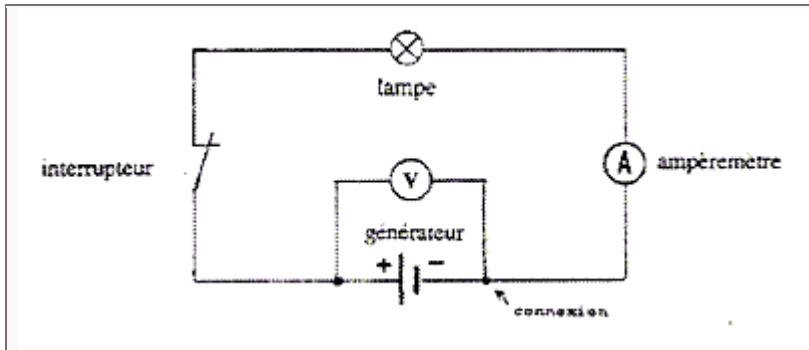 lampe
interrupteur
A
ampèremètre
V
générateur
+ −
connexion